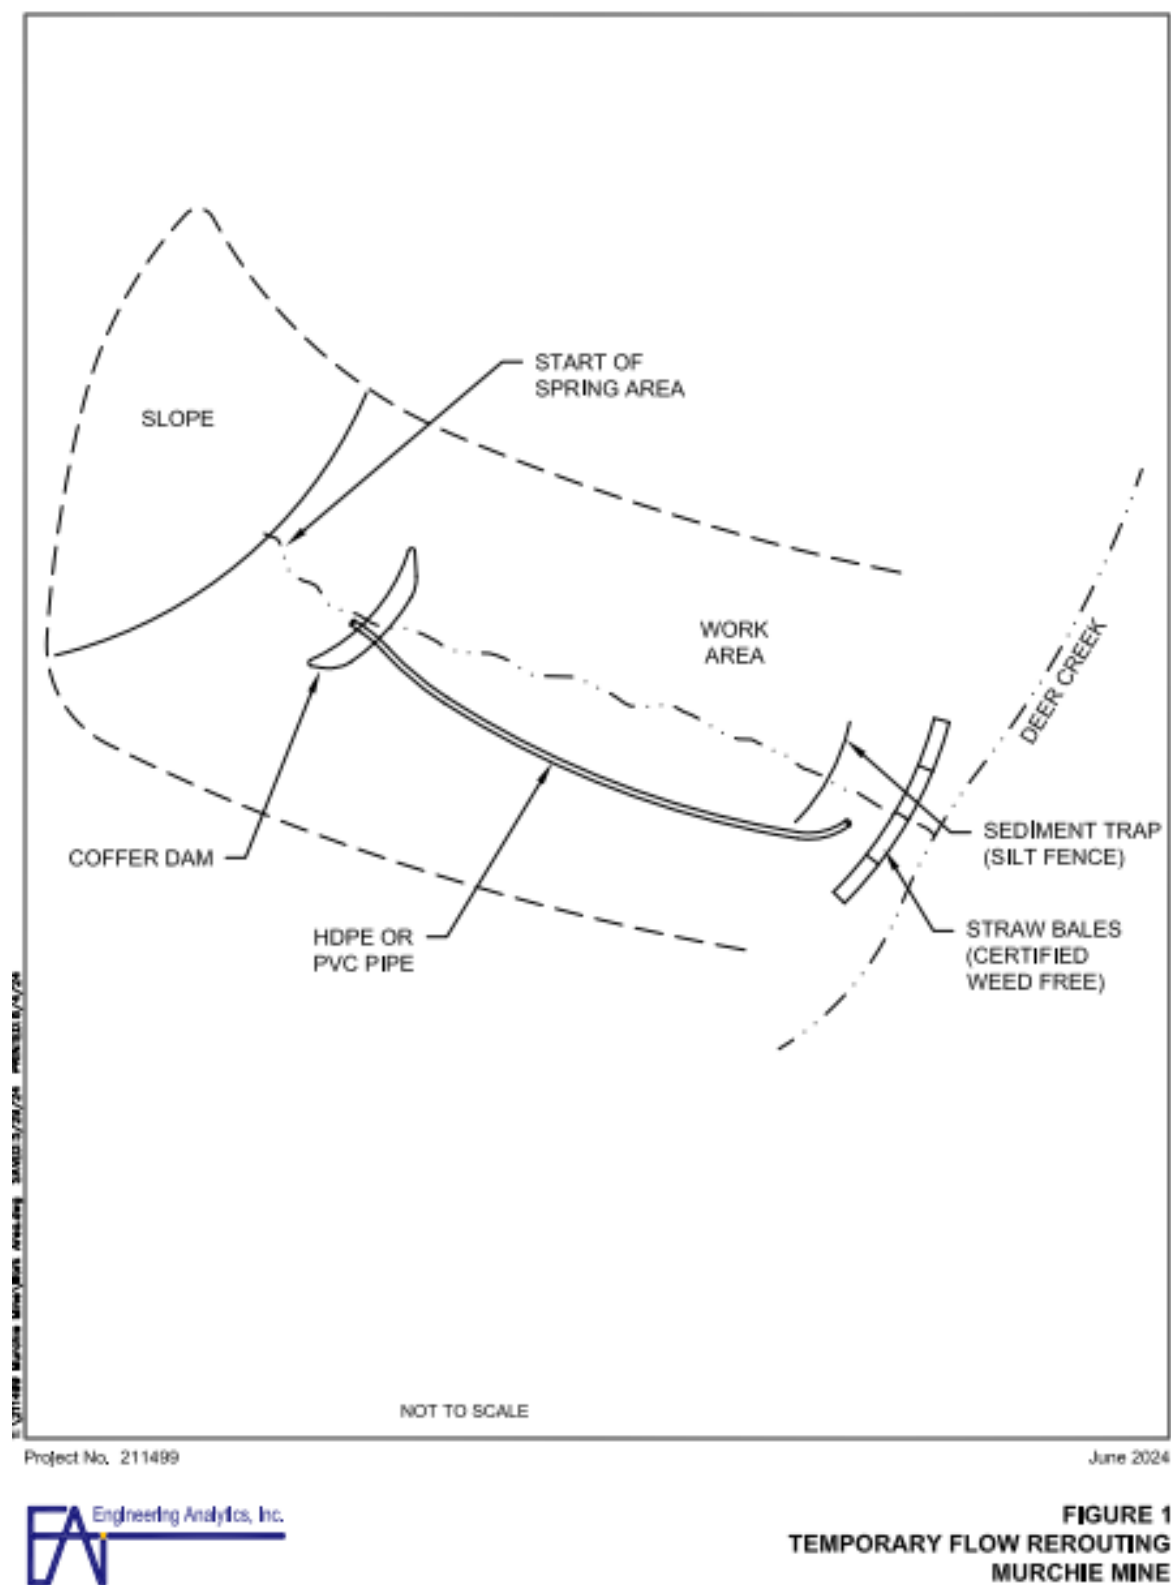 START OF
SPRING AREA
SLOPE
WORK
AREA
DEER CREEK
COFFER DAM
SEDIMENT TRAP
(SILT FENCE)
HDPE OR
PVC PIPE
STRAW BALES
(CERTIFIED
WEED FREE)
NOT TO SCALE
Project No. 211499
June 2024
Engineering Analytics, Inc.
EAi
FIGURE 1
TEMPORARY FLOW REROUTING
MURCHIE MINE